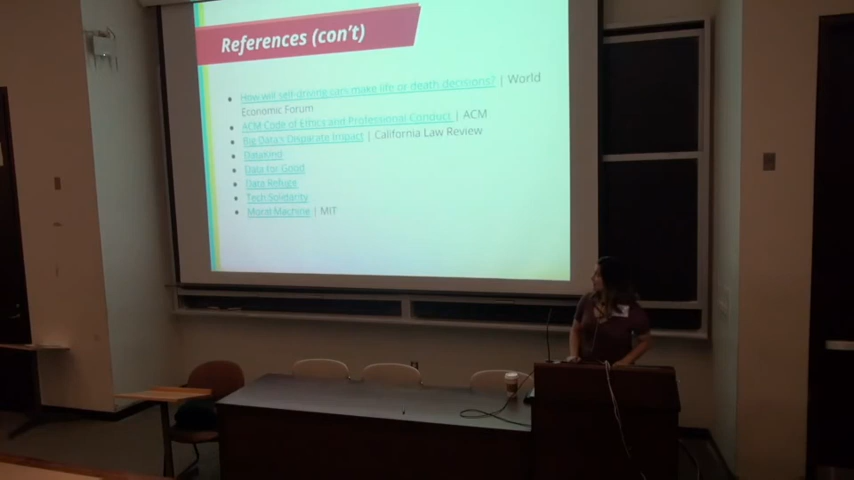 References (con't)
How will self-driving cars make life or death decisions? | World
Economic Forum
ACM Code of Ethics and Professional Conduct | ACM
Big Data's Disparate Impact | California Law Review
DataKind
Data for Good
Data Refuge
Tech Solidarity
Moral Machine | MIT